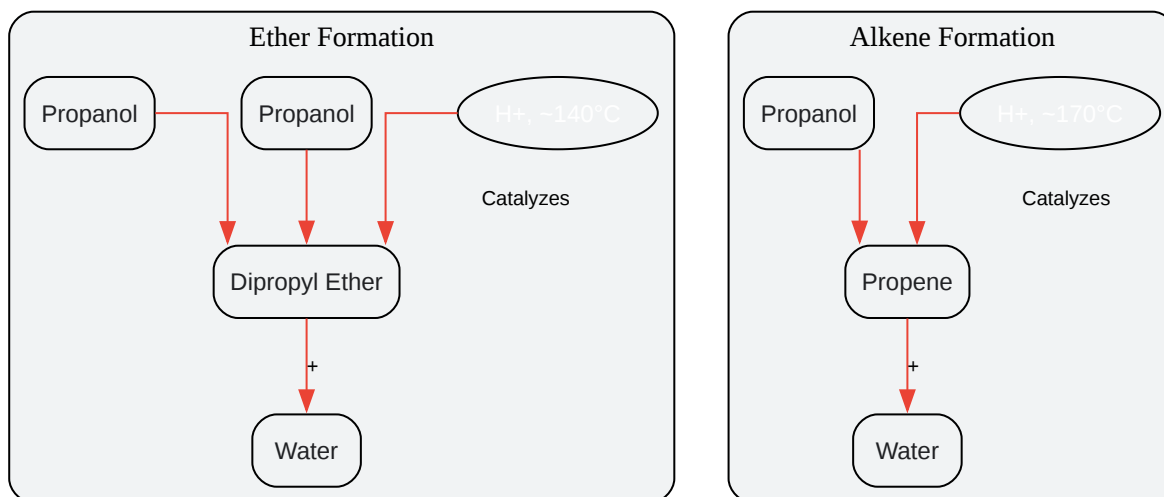 Ether Formation
Propanol
Propanol
H+, ~140°C
Catalyzes
Dipropyl Ether
+
Water
Alkene Formation
Propanol
H+, ~170°C
Catalyzes
Propene
+
Water